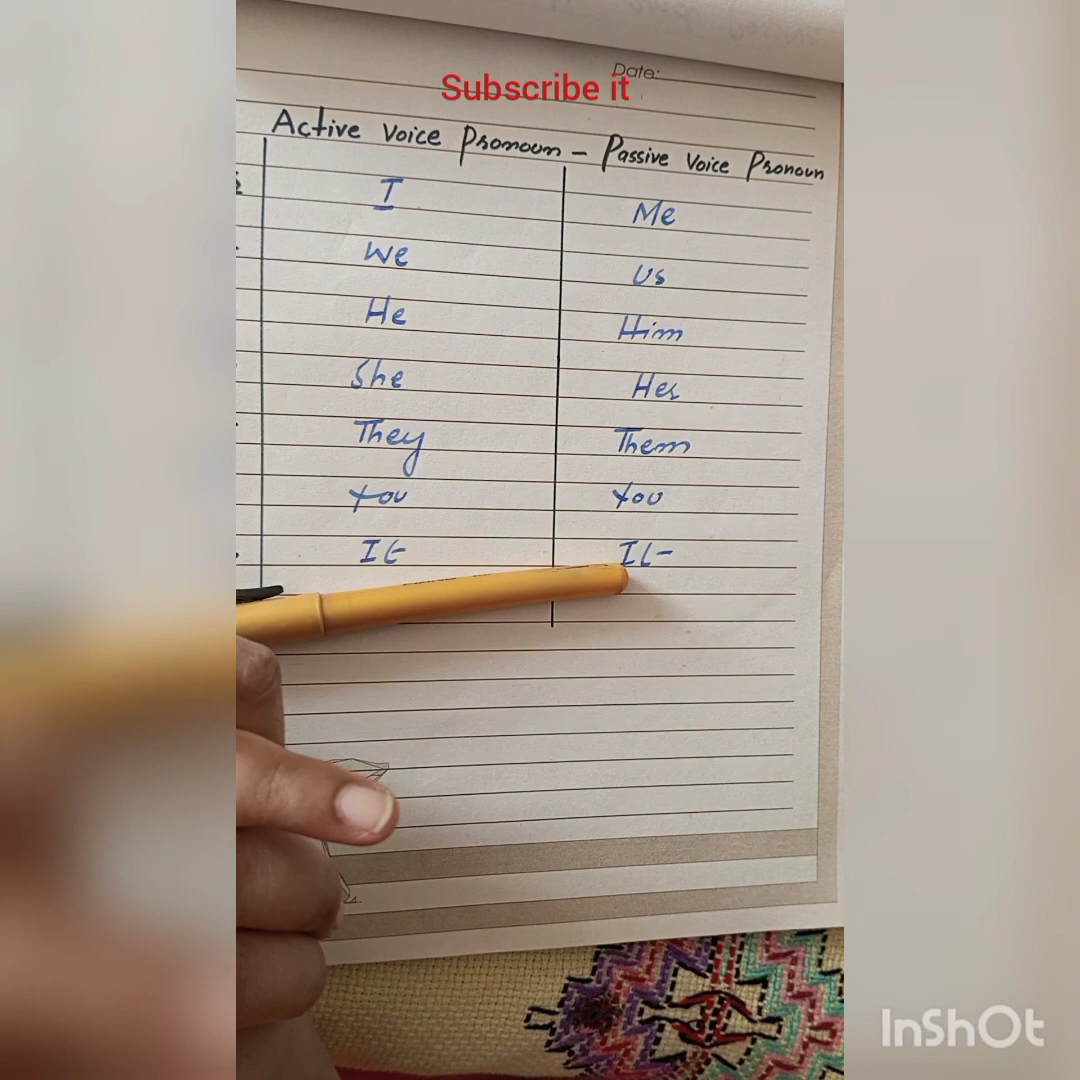 Date:
Subscribe it
Active Voice Pronoun - Passive Voice Pronoun
I Me
We Us
He Him
She Her
They Them
You You
It It
InShOt